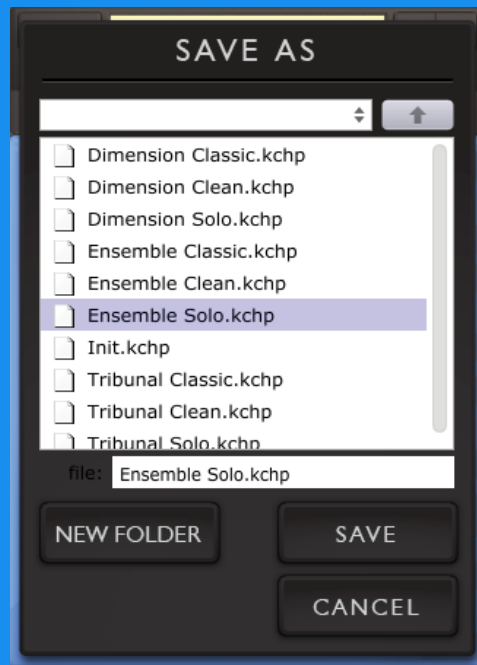 SAVE AS
Dimension Classic.kchp
Dimension Clean.kchp
Dimension Solo.kchp
Ensemble Classic.kchp
Ensemble Clean.kchp
Ensemble Solo.kchp
Init.kchp
Tribunal Classic.kchp
Tribunal Clean.kchp
Tribunal Solo.kchp
file: Ensemble Solo.kchp
NEW FOLDER SAVE
CANCEL